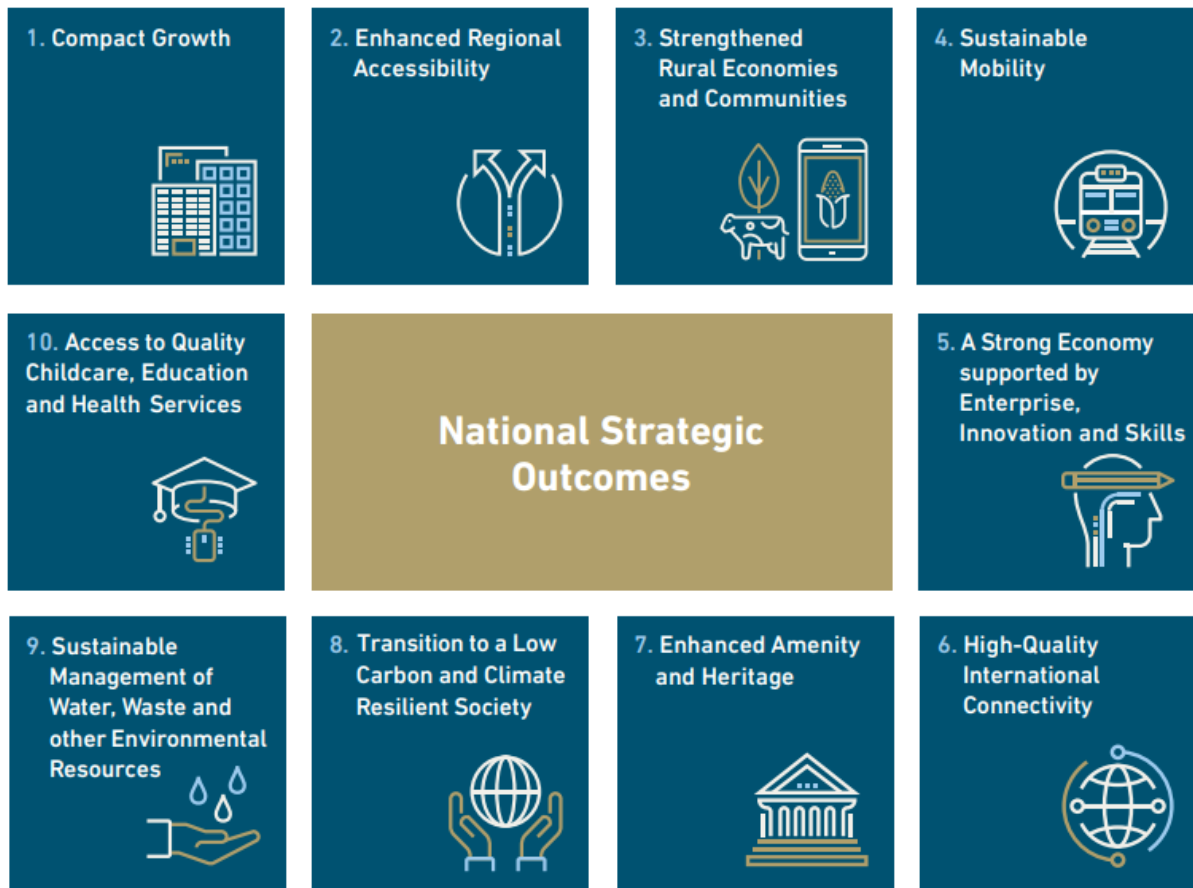 1. Compact Growth
2. Enhanced Regional
Accessibility
3. Strengthened
Rural Economies
and Communities
4. Sustainable
Mobility
10. Access to Quality
Childcare, Education
and Health Services
National Strategic
Outcomes
5. A Strong Economy
supported by
Enterprise,
Innovation and Skills
9. Sustainable
Management of
Water, Waste and
other Environmental
Resources
8. Transition to a Low
Carbon and Climate
Resilient Society
7. Enhanced Amenity
and Heritage
6. High-Quality
International
Connectivity